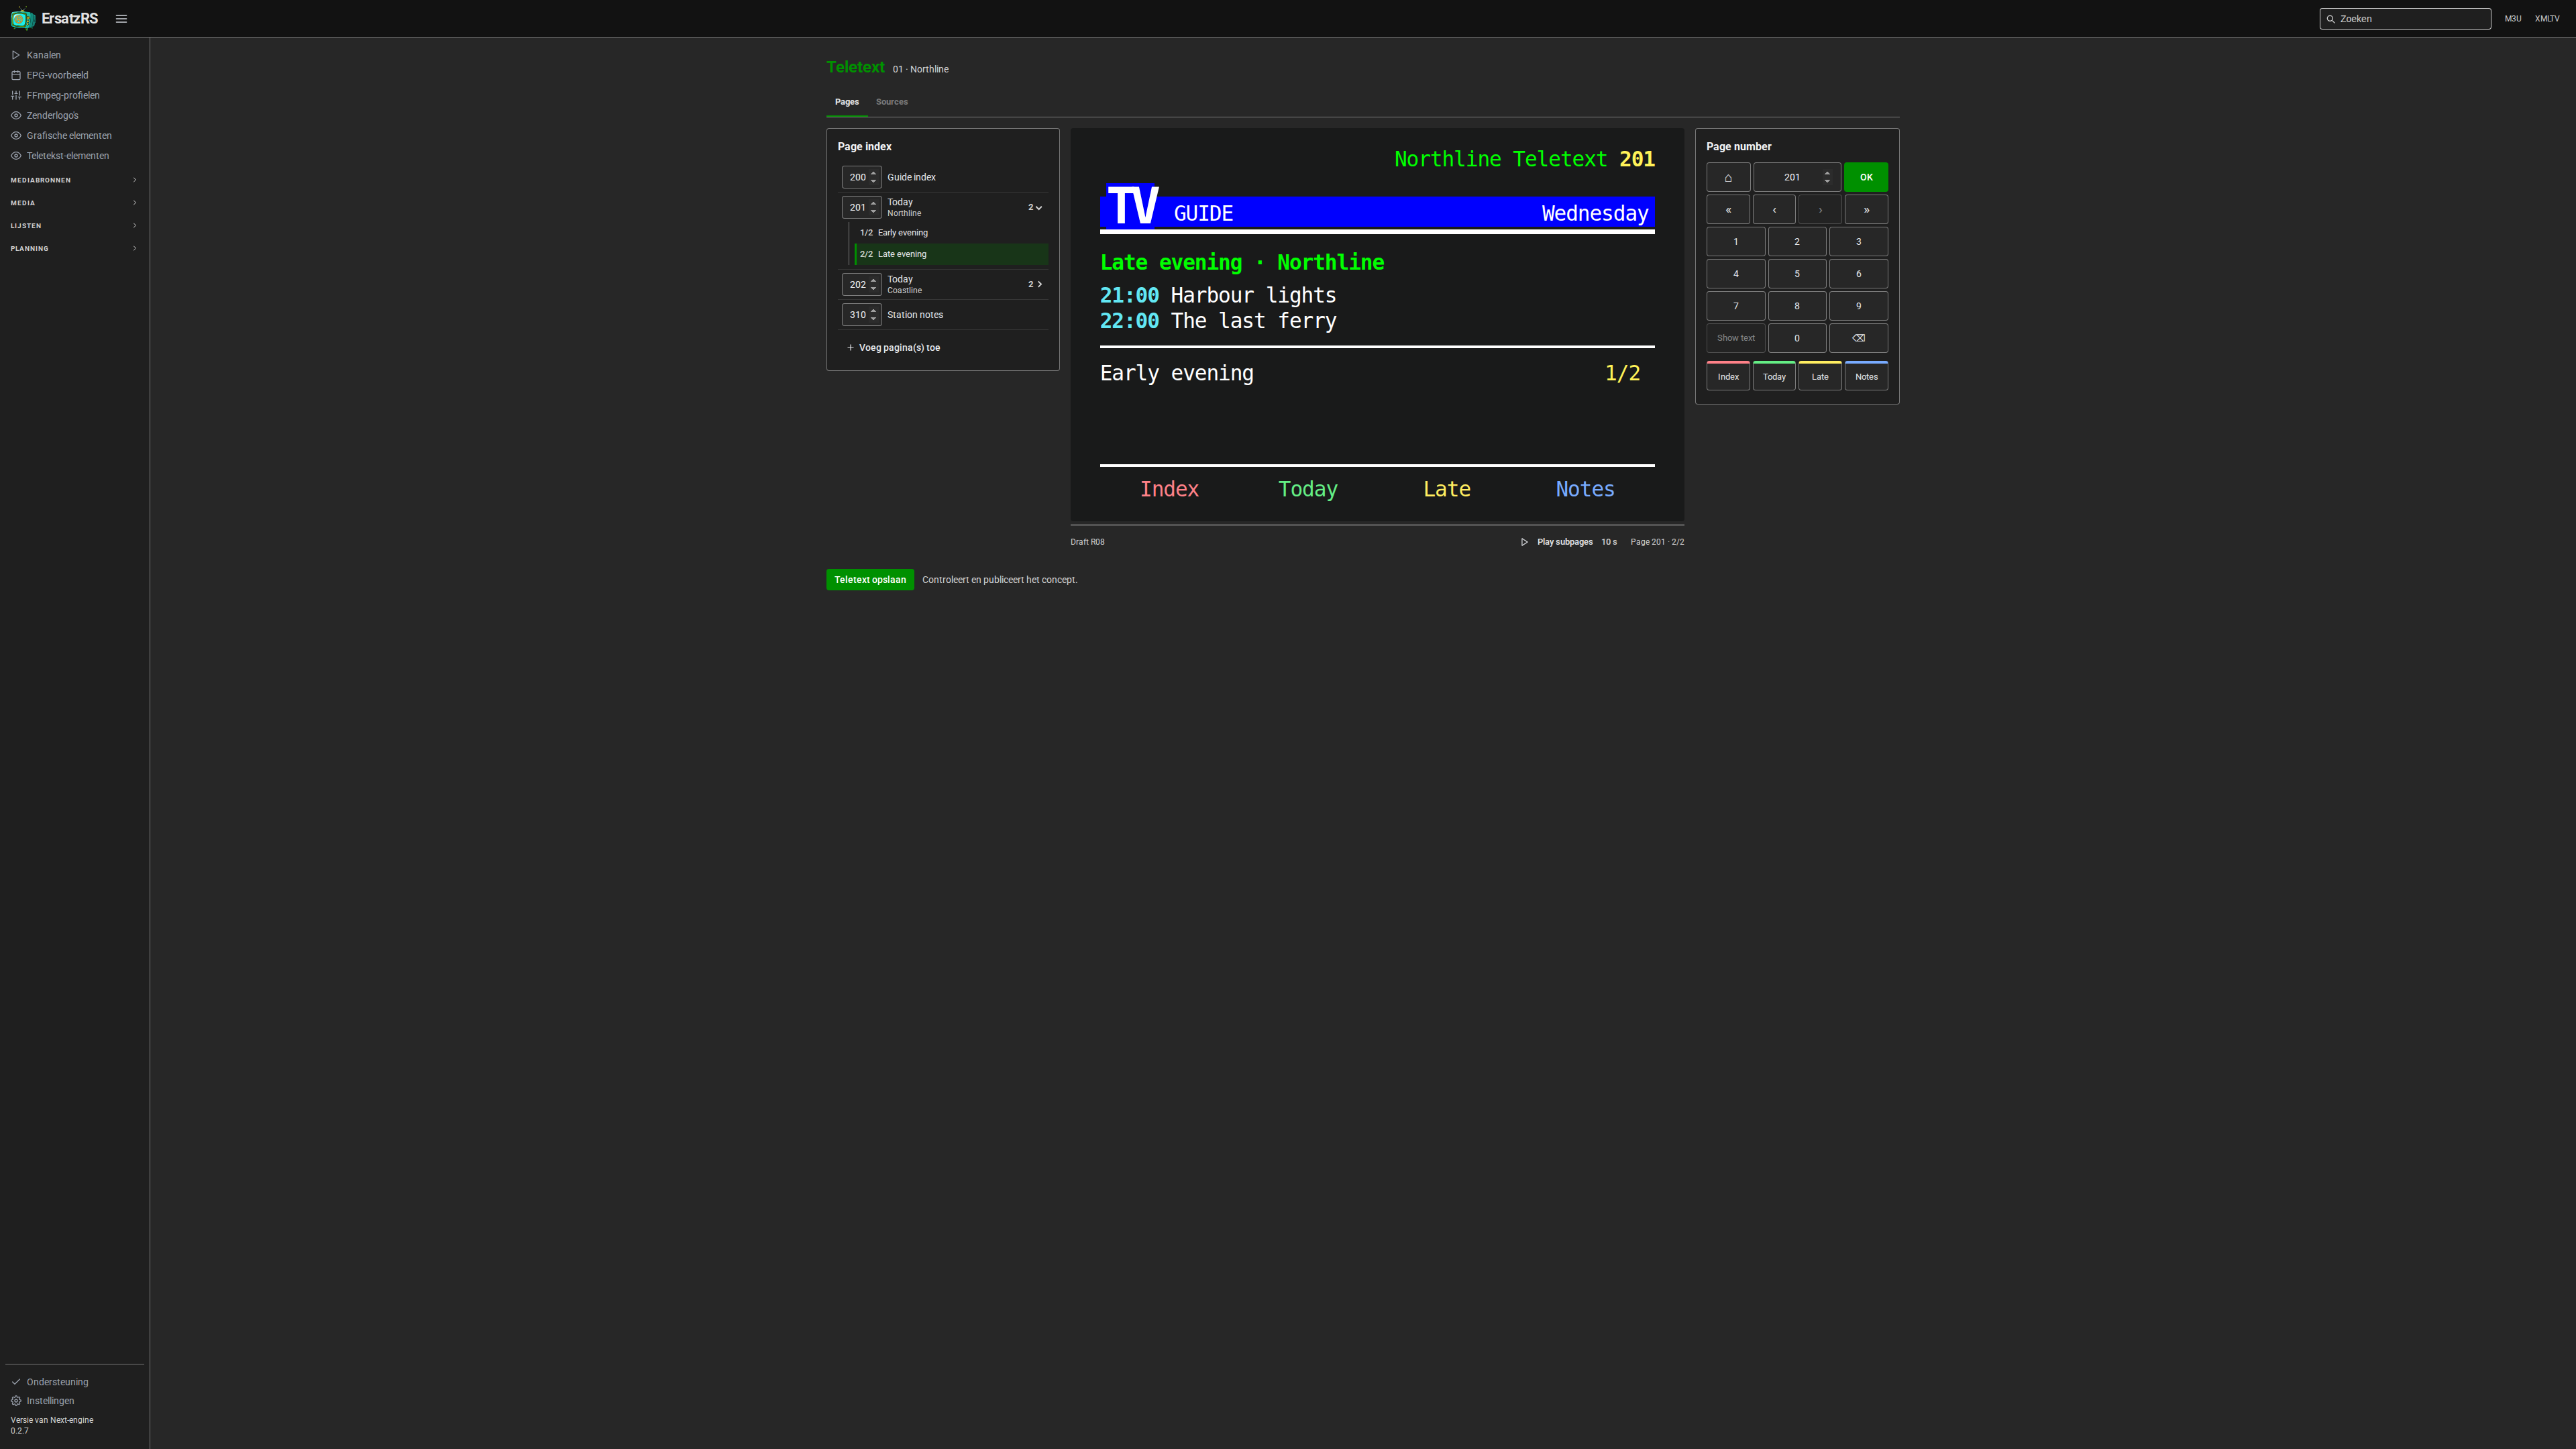 ErsatzRS
Zoeken
M3U
XMLTV
Kanalen
EPG-voorbeeld
FFmpeg-profielen
Zenderlogo's
Grafische elementen
Teletekst-elementen
MEDIABRONNEN
MEDIA
LIJSTEN
PLANNING
Ondersteuning
Instellingen
Versie van Next-engine
0.2.7
Teletext 01 · Northline
Pages Sources
Page index
200 Guide index
201 Today
Northline
2
1/2 Early evening
2/2 Late evening
202 Today
Coastline
2
310 Station notes
+ Voeg pagina(s) toe
Northline Teletext 201
TV GUIDE Wednesday
Late evening · Northline
21:00 Harbour lights
22:00 The last ferry
Early evening 1/2
Index Today Late Notes
Draft R08
Play subpages 10 s Page 201 · 2/2
Page number
⌂ 201 OK
« ‹ › »
1 2 3
4 5 6
7 8 9
Show text 0 ⌫
Index Today Late Notes
Teletext opslaan Controleert en publiceert het concept.